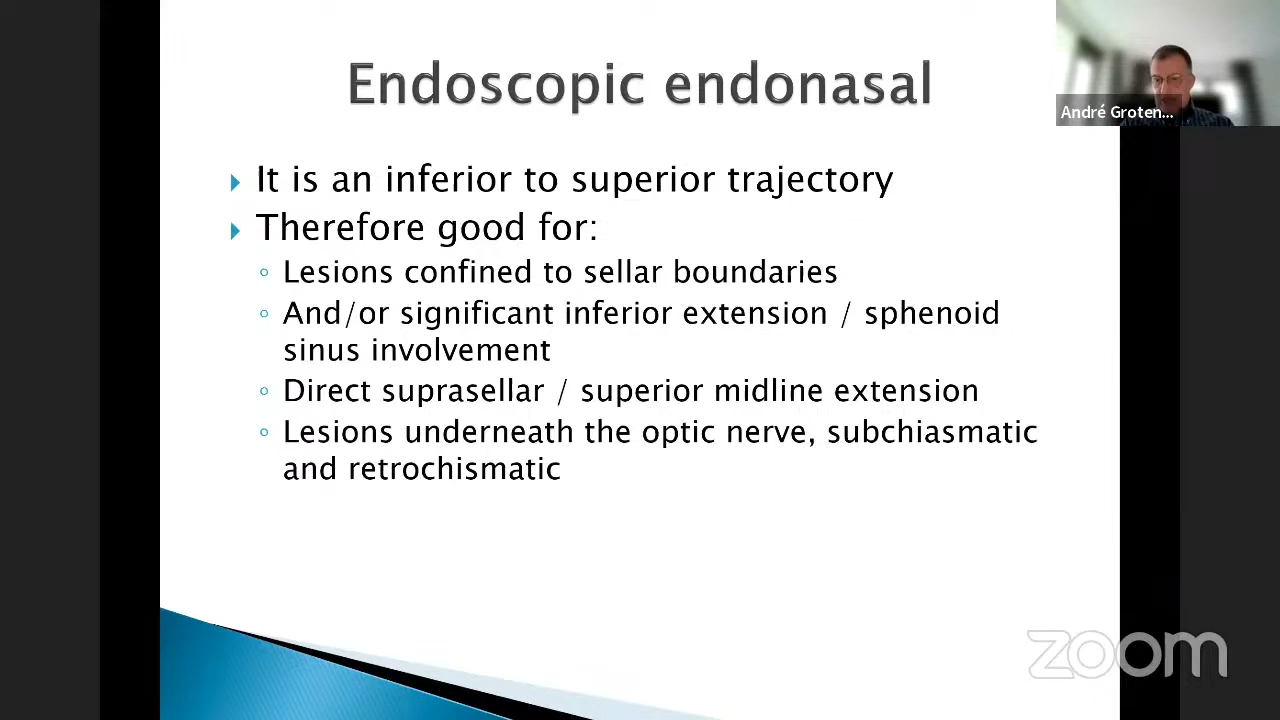 Endoscopic endonasal
André Groten...
It is an inferior to superior trajectory
Therefore good for:
Lesions confined to sellar boundaries
And/or significant inferior extension / sphenoid
sinus involvement
Direct suprasellar / superior midline extension
Lesions underneath the optic nerve, subchiasmatic
and retrochismatic
zoom